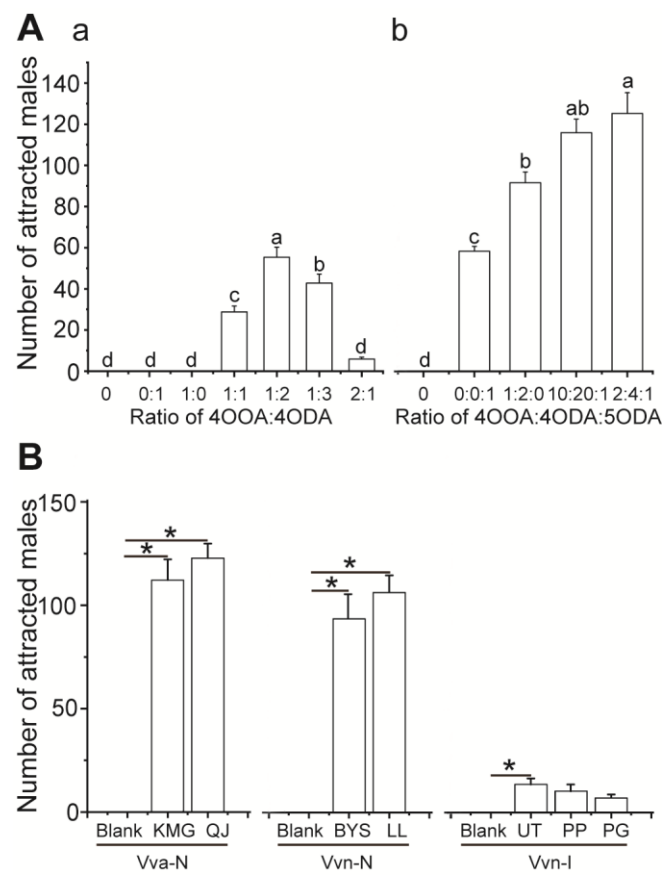 A a b
Number of attracted males
140
120
100
80
60
40
20
0
d d d c a b d
0 0:1 1:0 1:1 1:2 1:3 2:1
Ratio of 4OOA:4ODA
d c b ab a
0 0:0:1 1:2:0 10:20:1 2:4:1
Ratio of 4OOA:4ODA:5ODA
B
Number of attracted males
150
100
50
0
* *
* *
*
Blank KMG QJ Blank BYS LL Blank UT PP PG
Vva-N Vvn-N Vvn-I